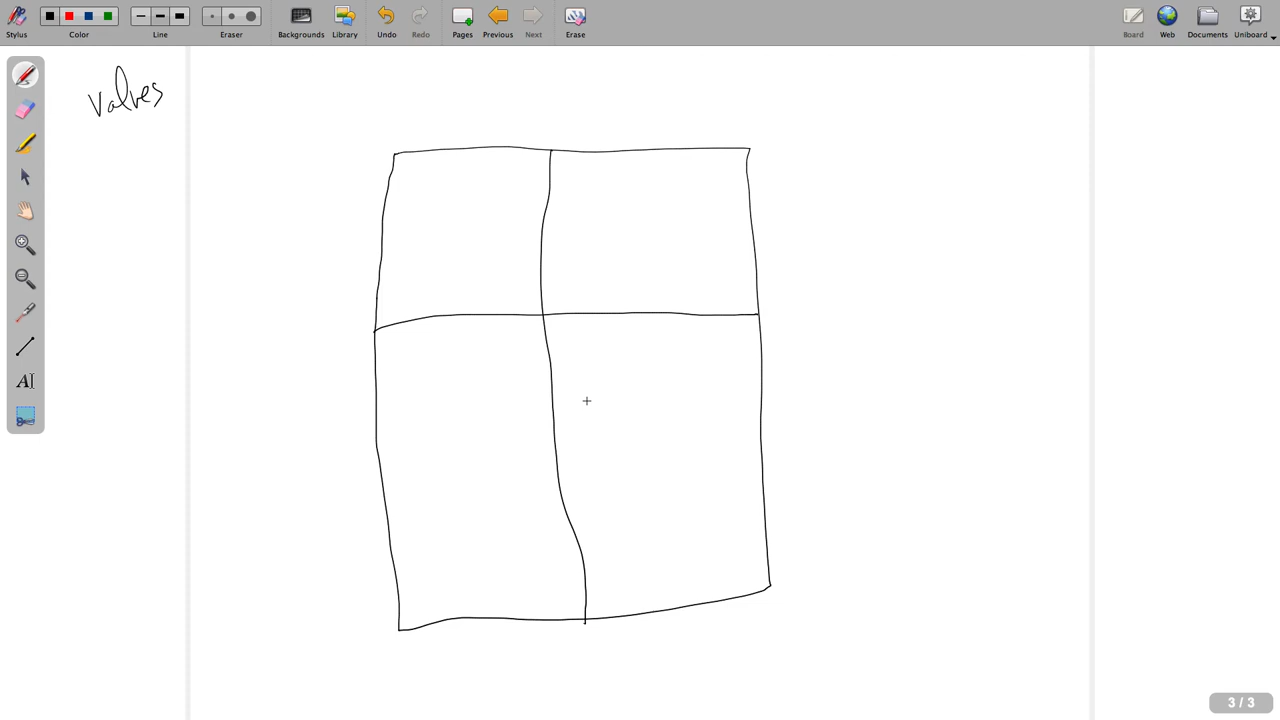 Stylus
Color
Line
Eraser
Backgrounds
Library
Undo
Redo
Pages
Previous
Next
Erase
Board
Web
Documents
Uniboard
valves
A
3 / 3